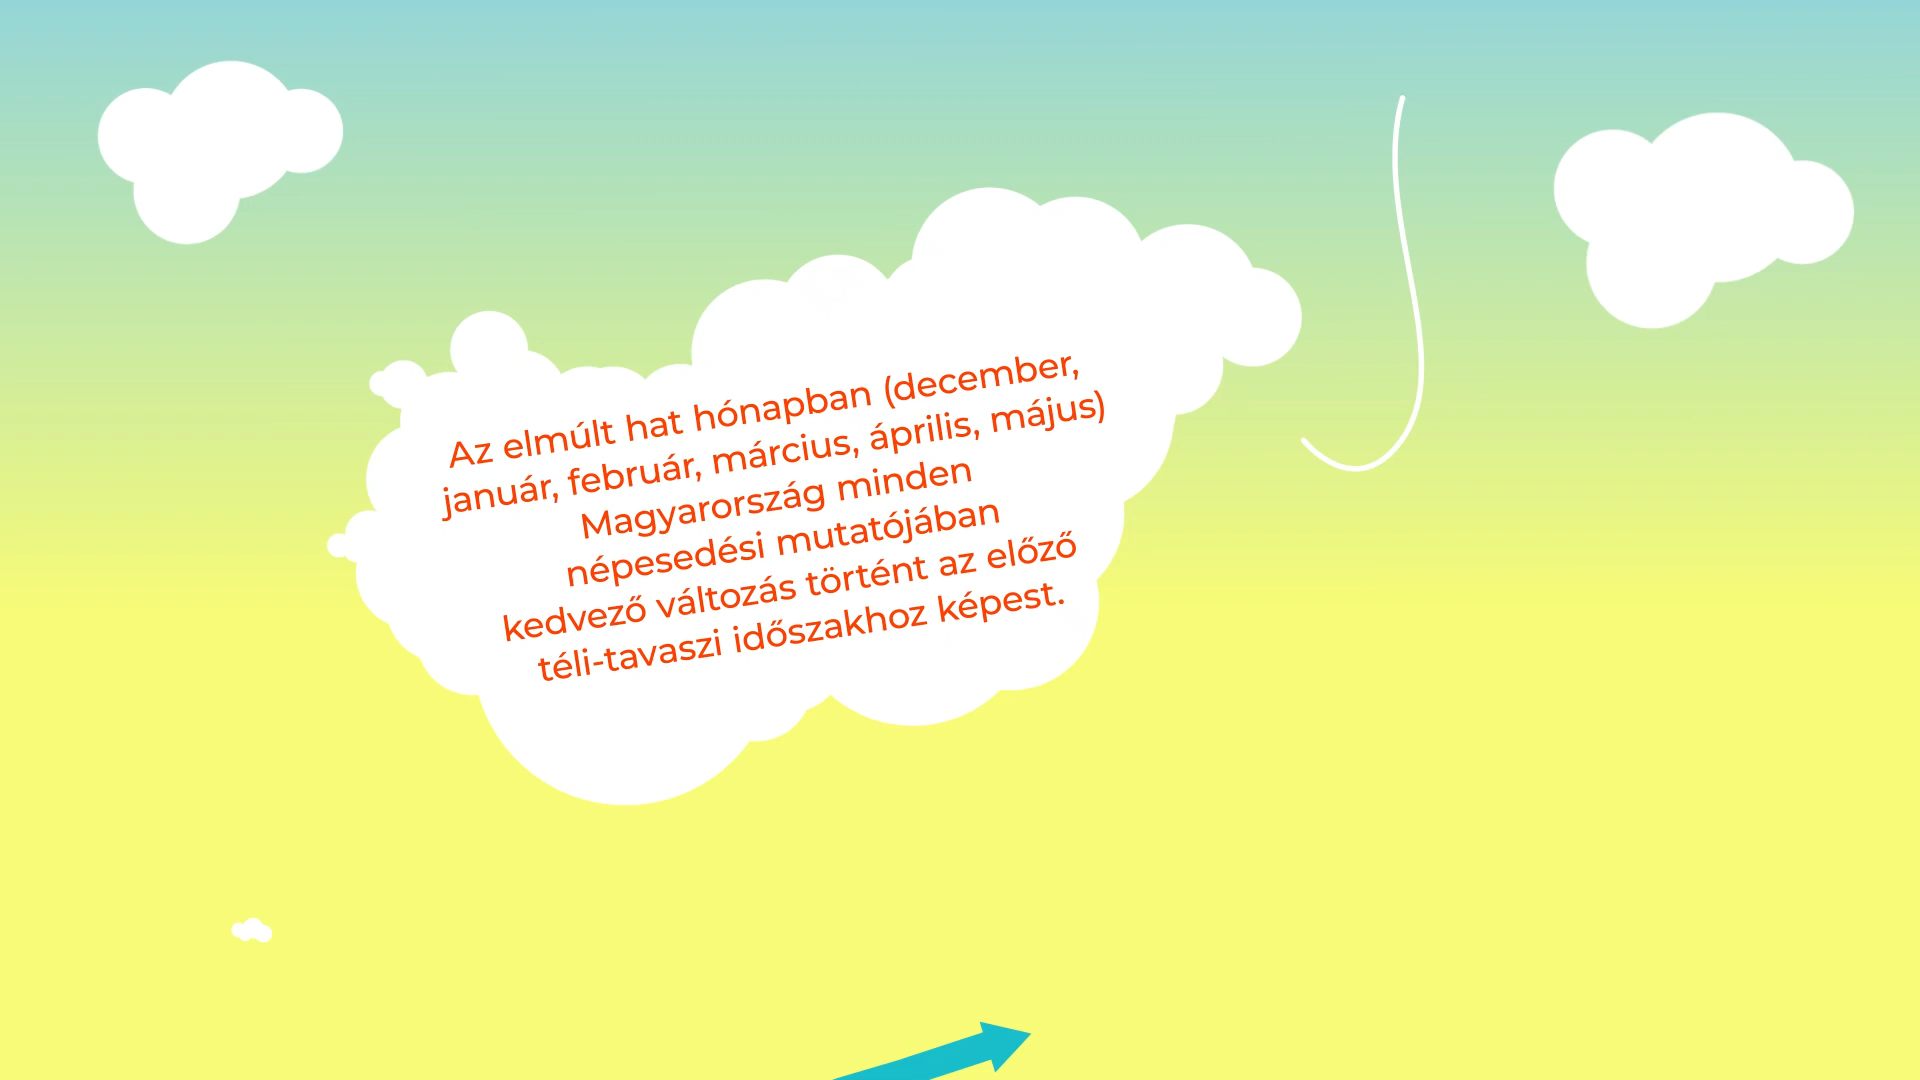 Az elmúlt hat hónapban (december,
január, február, március, április, május)
Magyarország minden
népesedési mutatójában
kedvező változás történt az előző
téli-tavaszi időszakhoz képest.